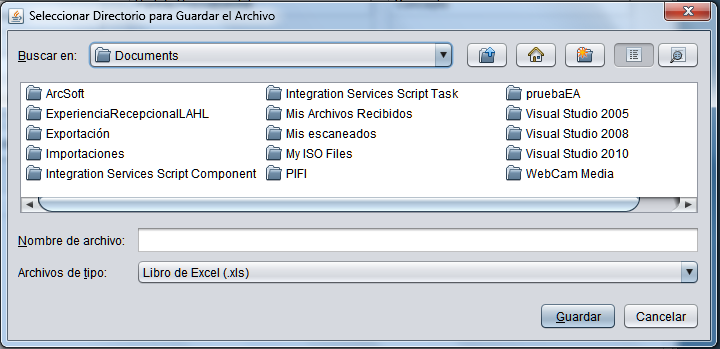 Seleccionar Directorio para Guardar el Archivo
Buscar en: Documents
ArcSoft
ExperienciaRecepcionalLAHL
Exportación
Importaciones
Integration Services Script Component
Integration Services Script Task
Mis Archivos Recibidos
Mis escaneados
My ISO Files
PIFI
pruebaEA
Visual Studio 2005
Visual Studio 2008
Visual Studio 2010
WebCam Media
Nombre de archivo:
Archivos de tipo: Libro de Excel (.xls)
Guardar Cancelar